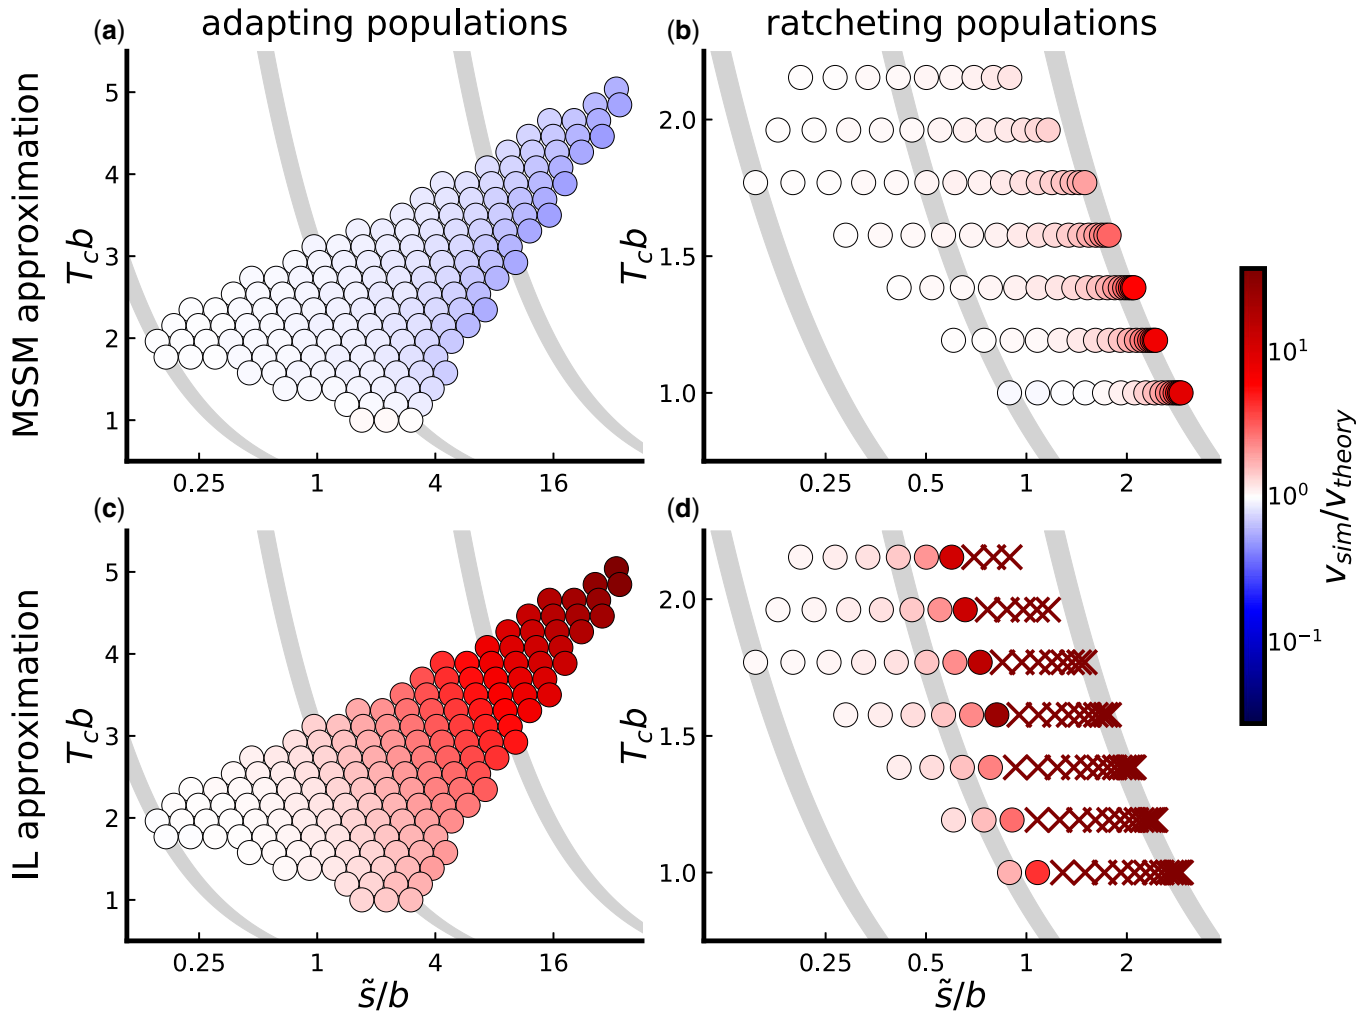 adapting populations
ratcheting populations
(a)
(b)
MSSM approximation
T_c b
5
4
3
2
1
0.25
1
4
16
T_c b
2.0
1.5
1.0
0.25
0.5
1
2
(c)
(d)
IL approximation
T_c b
5
4
3
2
1
0.25
1
4
16
s̃/b
T_c b
2.0
1.5
1.0
0.25
0.5
1
2
s̃/b
10^1
10^0
10^-1
v_sim/v_theory